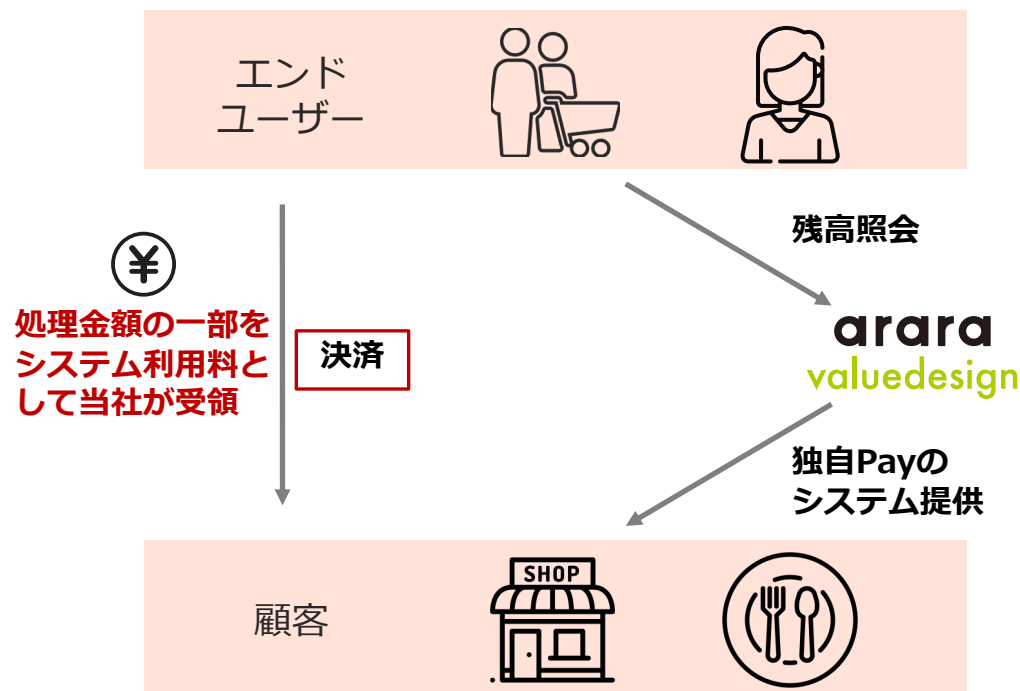 エンド
ユーザー
残高照会
¥
処理金額の一部を
システム利用料と
して当社が受領
決済
arara
valuedesign
独自Payの
システム提供
顧客
SHOP